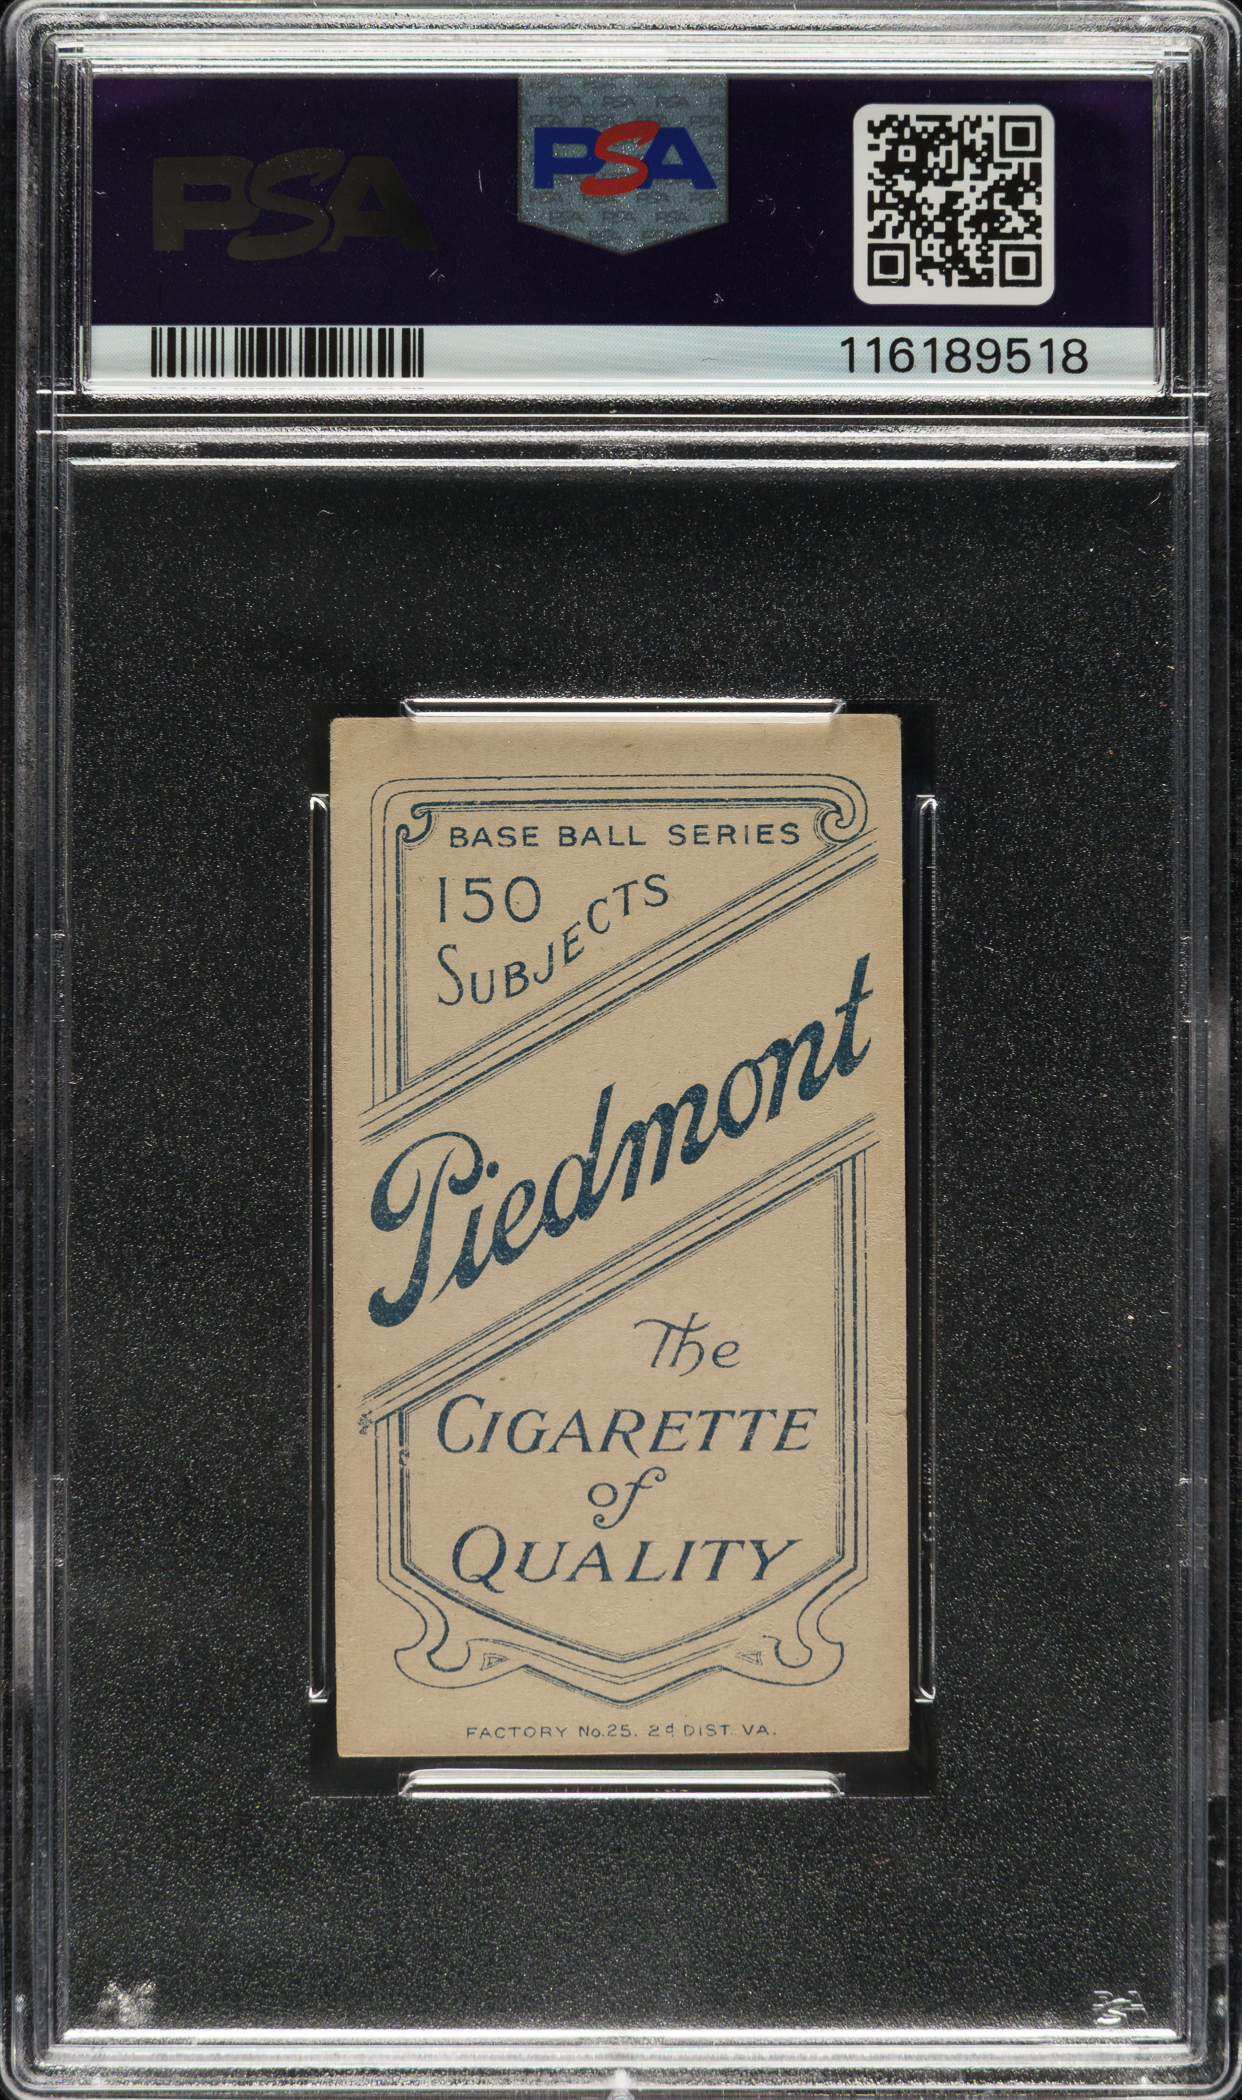 PSA
PSA
116189518
BASE BALL SERIES
150
SUBJECTS
Piedmont
The
CIGARETTE
of
QUALITY
FACTORY No.25. 2d DIST. VA.
PSA